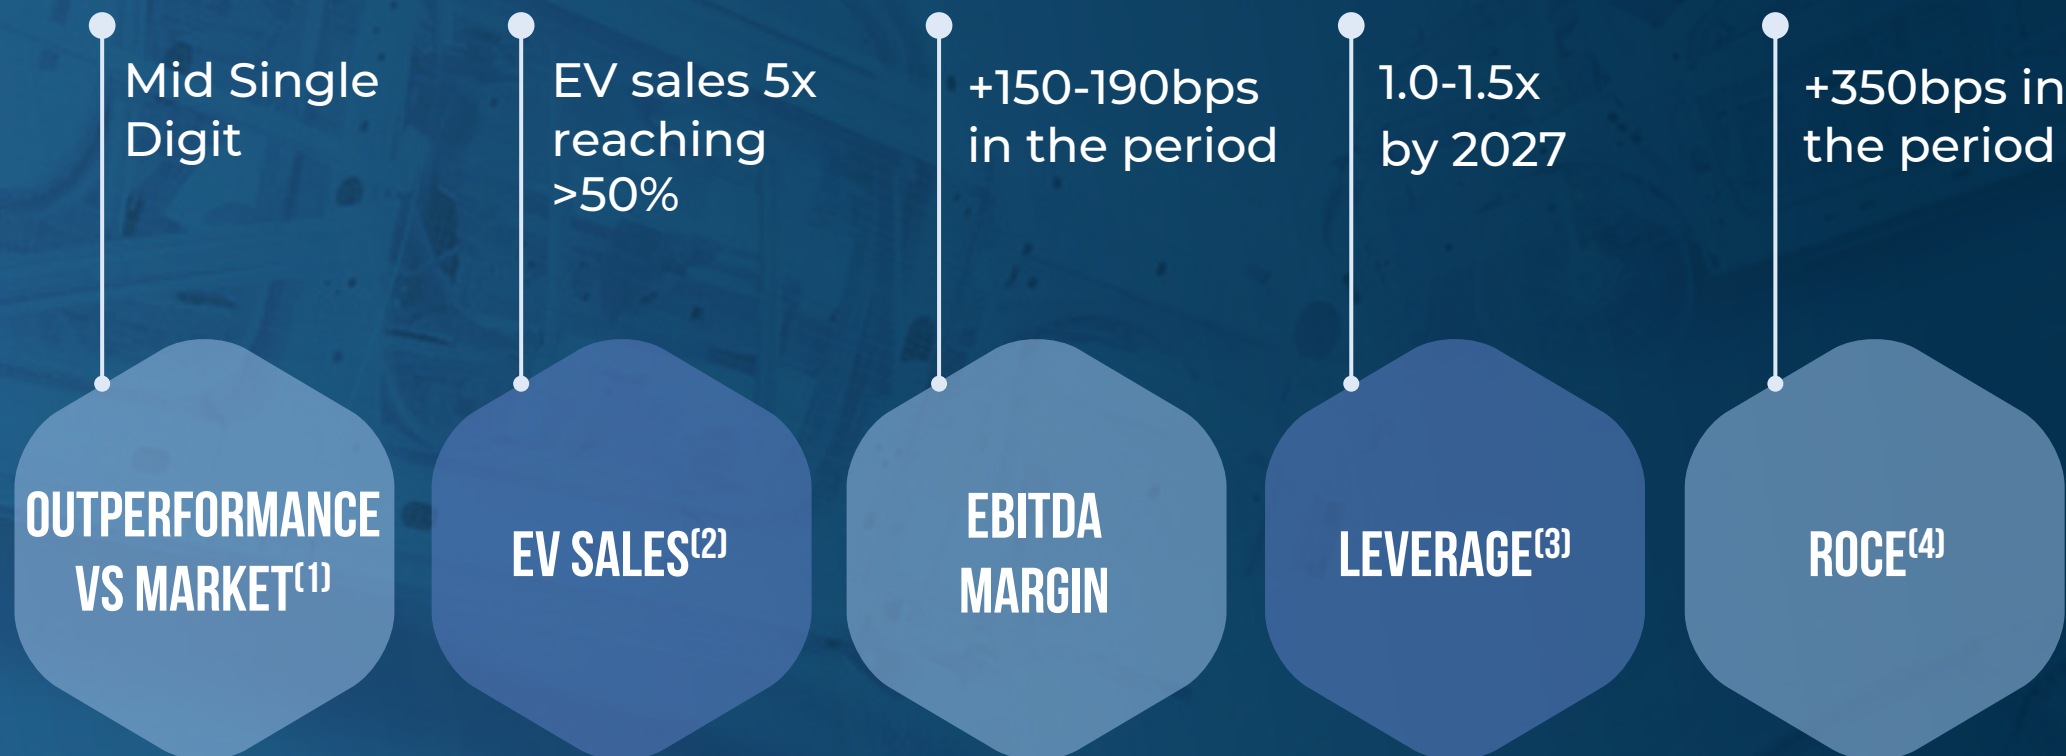 Mid Single
Digit
EV sales 5x
reaching
>50%
+150-190bps
in the period
1.0-1.5x
by 2027
+350bps in
the period
OUTPERFORMANCE
VS MARKET(1)
EV SALES(2)
EBITDA
MARGIN
LEVERAGE(3)
ROCE(4)